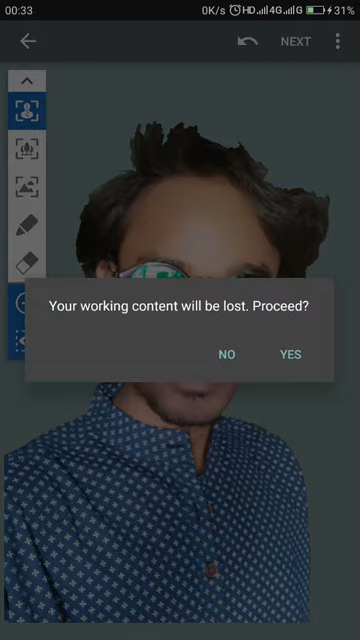 00:33 0K/s HD 4G G 31%
NEXT
Your working content will be lost. Proceed?
NO YES